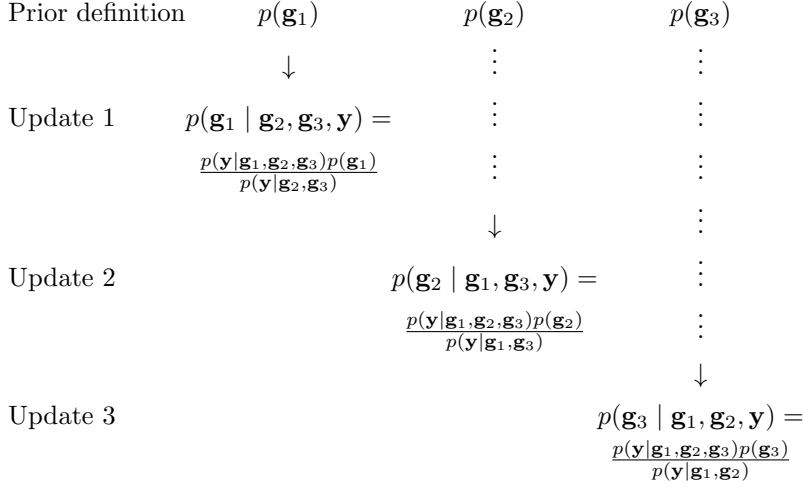 Prior definition p(g₁) p(g₂) p(g₃)
↓ ⋮ ⋮
Update 1 p(g₁ | g₂, g₃, y) = ⋮ ⋮
p(y|g₁,g₂,g₃)p(g₁) / p(y|g₂,g₃) ⋮ ⋮
↓ ⋮
Update 2 p(g₂ | g₁, g₃, y) = ⋮
p(y|g₁,g₂,g₃)p(g₂) / p(y|g₁,g₃) ⋮
↓
Update 3 p(g₃ | g₁, g₂, y) =
p(y|g₁,g₂,g₃)p(g₃) / p(y|g₁,g₂)